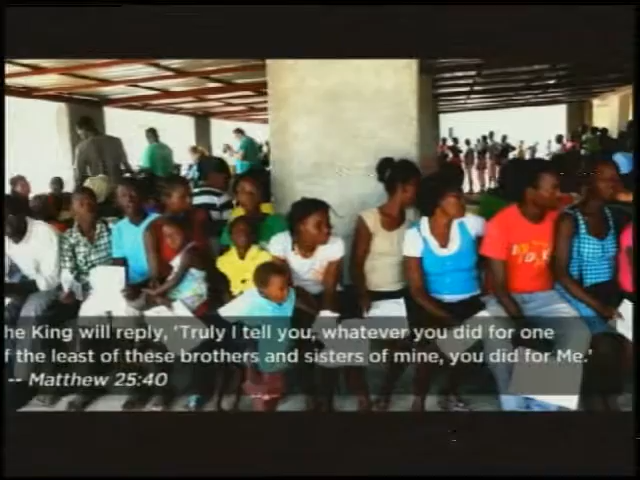 he King will reply, 'Truly I tell you, whatever you did for one
f the least of these brothers and sisters of mine, you did for Me.'
-- Matthew 25:40